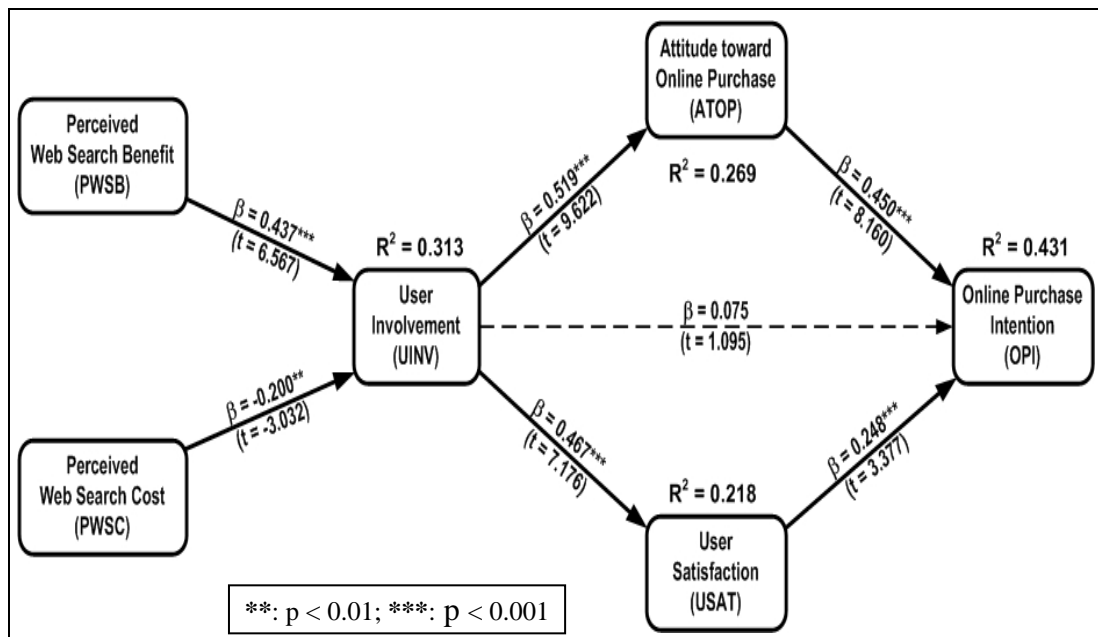 Perceived
Web Search Benefit
(PWSB)
β = 0.437***
(t = 6.567)
Perceived
Web Search Cost
(PWSC)
β = -0.200**
(t = -3.032)
R² = 0.313
User
Involvement
(UINV)
β = 0.519***
(t = 9.622)
Attitude toward
Online Purchase
(ATOP)
R² = 0.269
β = 0.450***
(t = 8.160)
β = 0.075
(t = 1.095)
β = 0.467***
(t = 7.176)
R² = 0.218
User
Satisfaction
(USAT)
β = 0.248***
(t = 3.377)
R² = 0.431
Online Purchase
Intention
(OPI)
**: p < 0.01; ***: p < 0.001